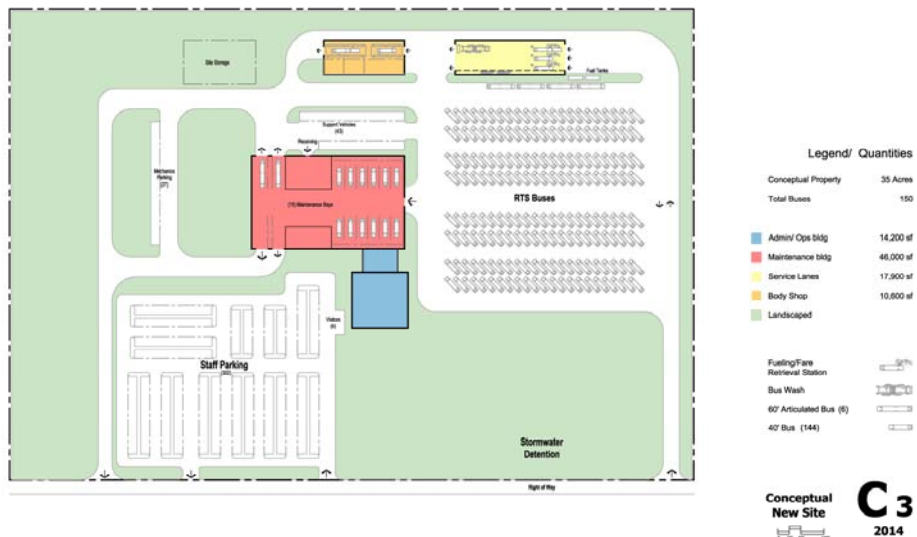 Site Storage
Fuel Tanks
Support Vehicles
(43)
Receiving
Mechanics
Parking
(27)
(15) Maintenance Bays
RTS Buses
Visitors
(6)
Staff Parking
Stormwater
Detention
Right of Way
Legend/ Quantities
Conceptual Property 35 Acres
Total Buses 150
Admin/ Ops bldg 14,200 sf
Maintenance bldg 46,000 sf
Service Lanes 17,900 sf
Body Shop 10,600 sf
Landscaped
Fueling/Fare
Retrieval Station
Bus Wash
60' Articulated Bus (6)
40' Bus (144)
Conceptual
New Site
C 3
2014